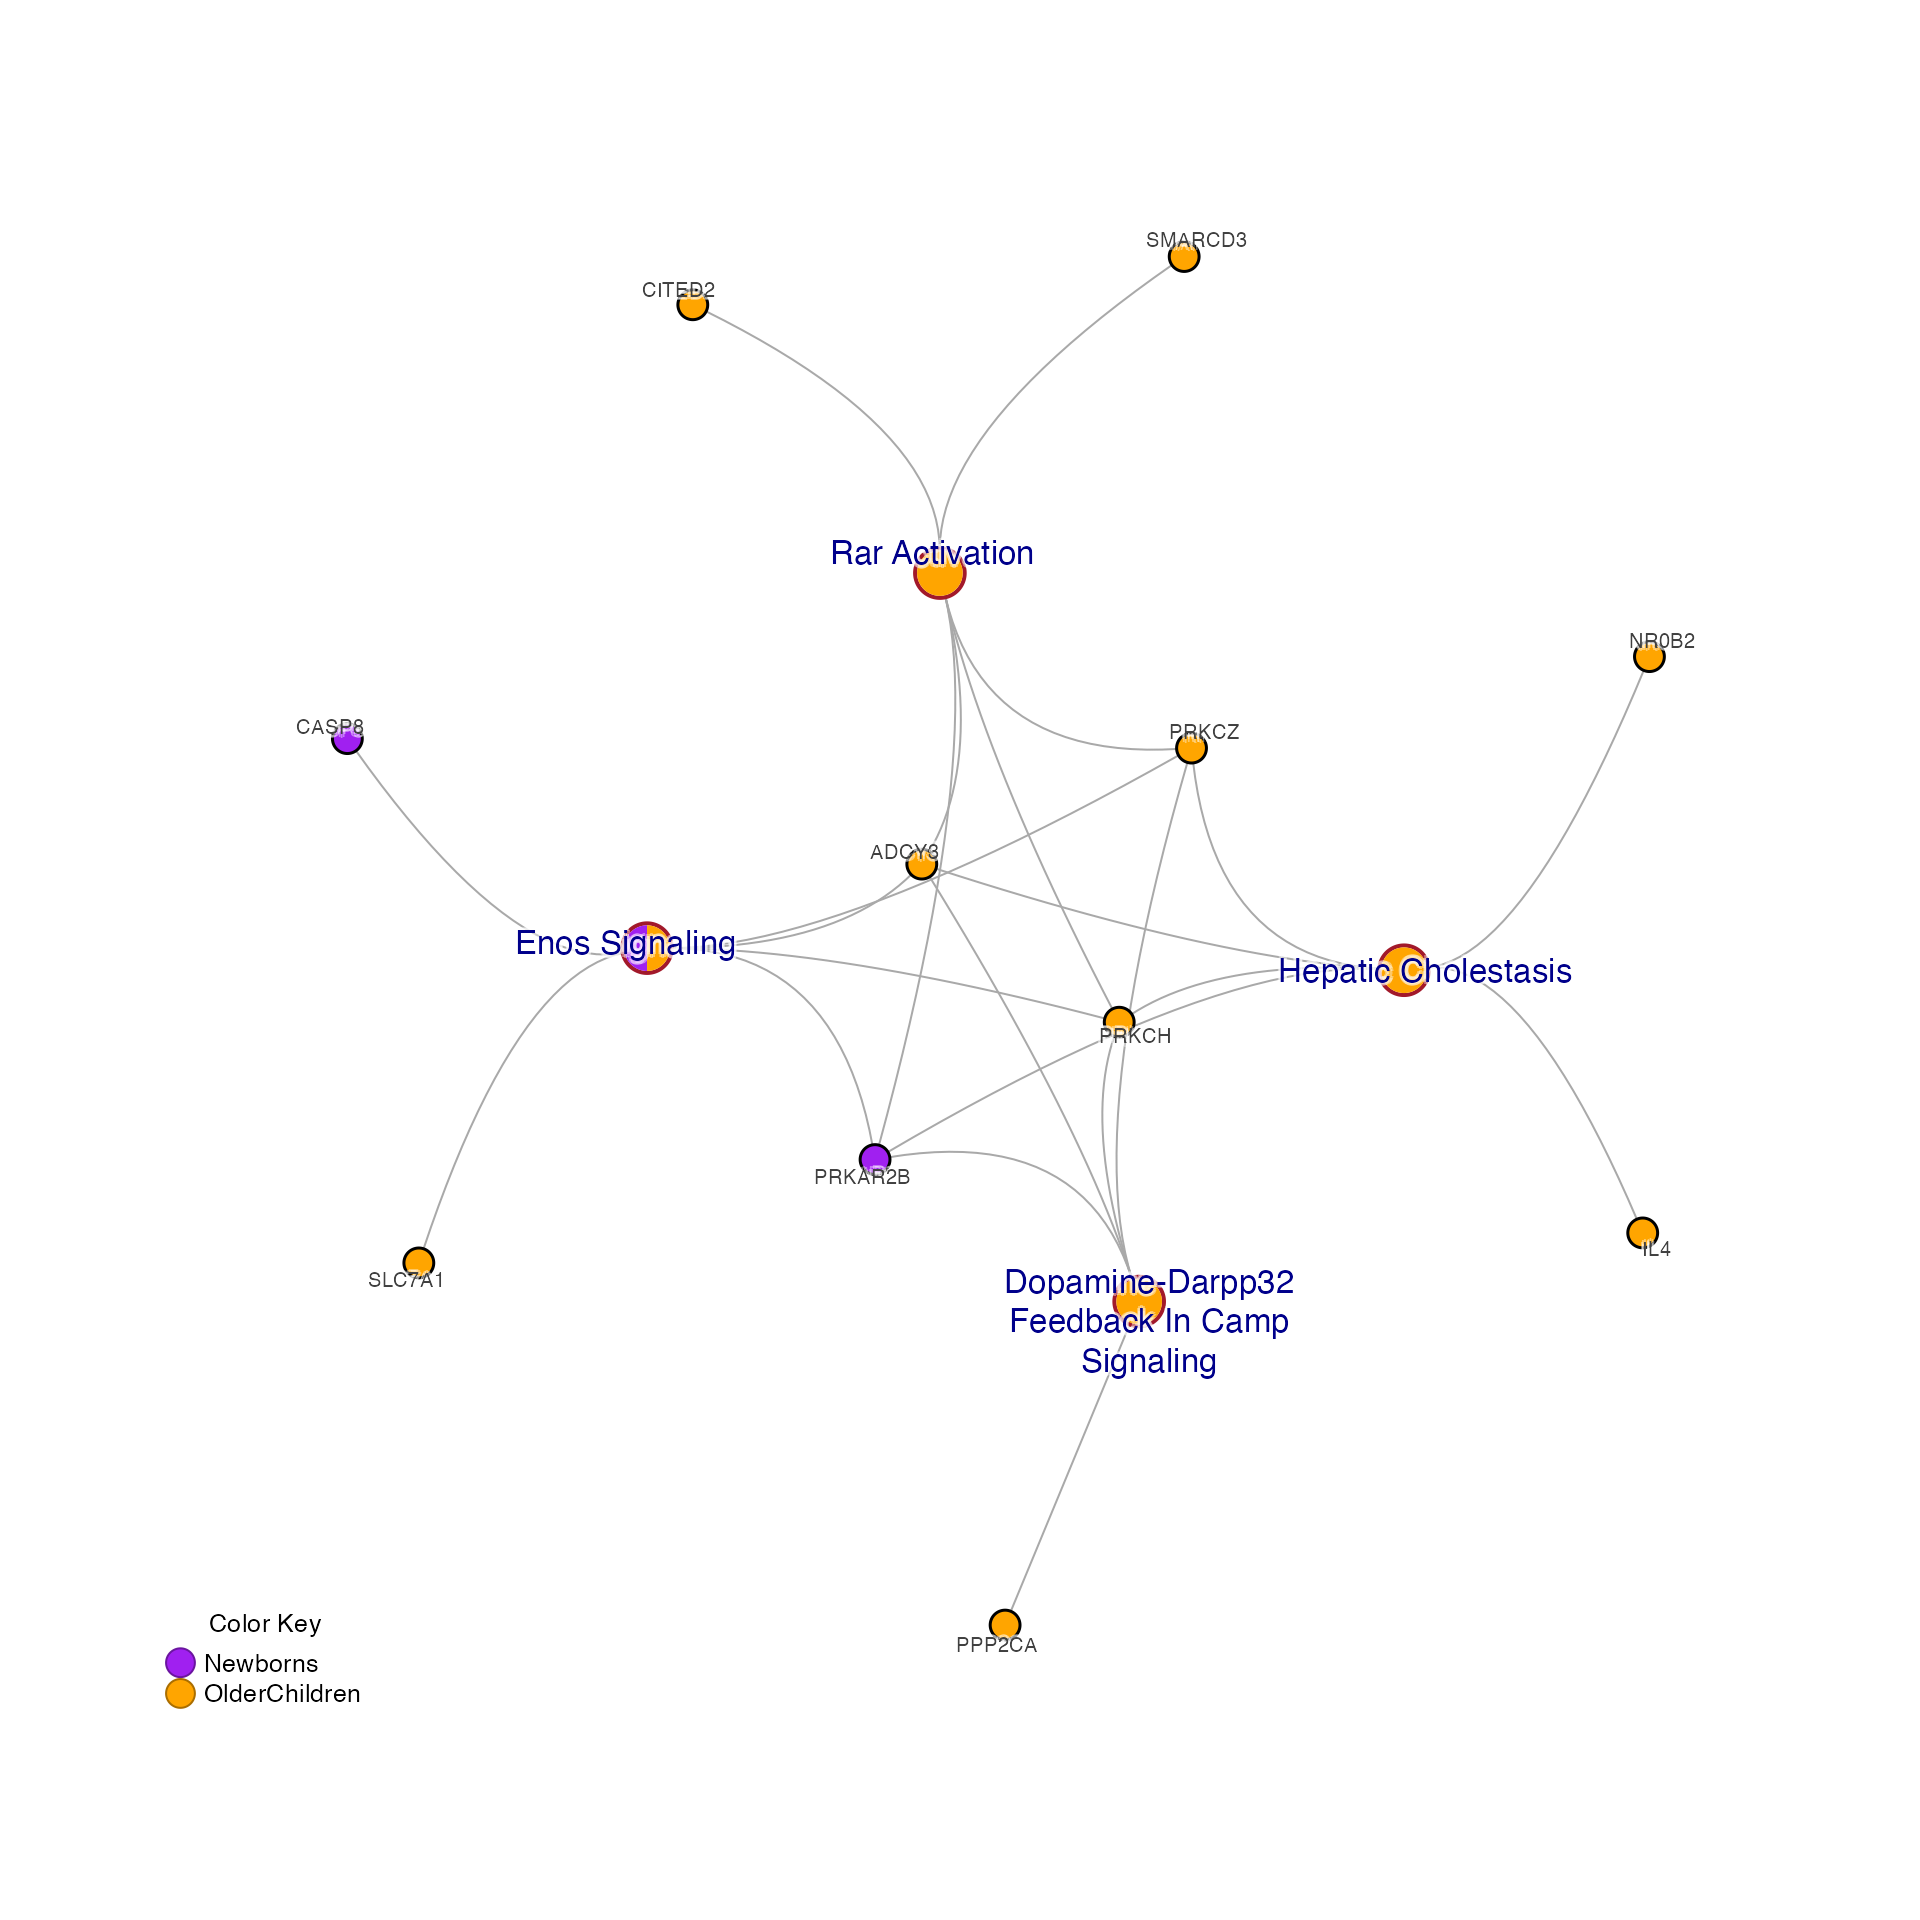 SMARCD3
CITED2
Rar Activation
NR0B2
CASP8
PRKCZ
ADCY3
Enos Signaling
Hepatic Cholestasis
PRKCH
PRKAR2B
IL4
SLC7A1
Dopamine-Darpp32
Feedback In Camp
Signaling
PPP2CA
Color Key
Newborns
OlderChildren